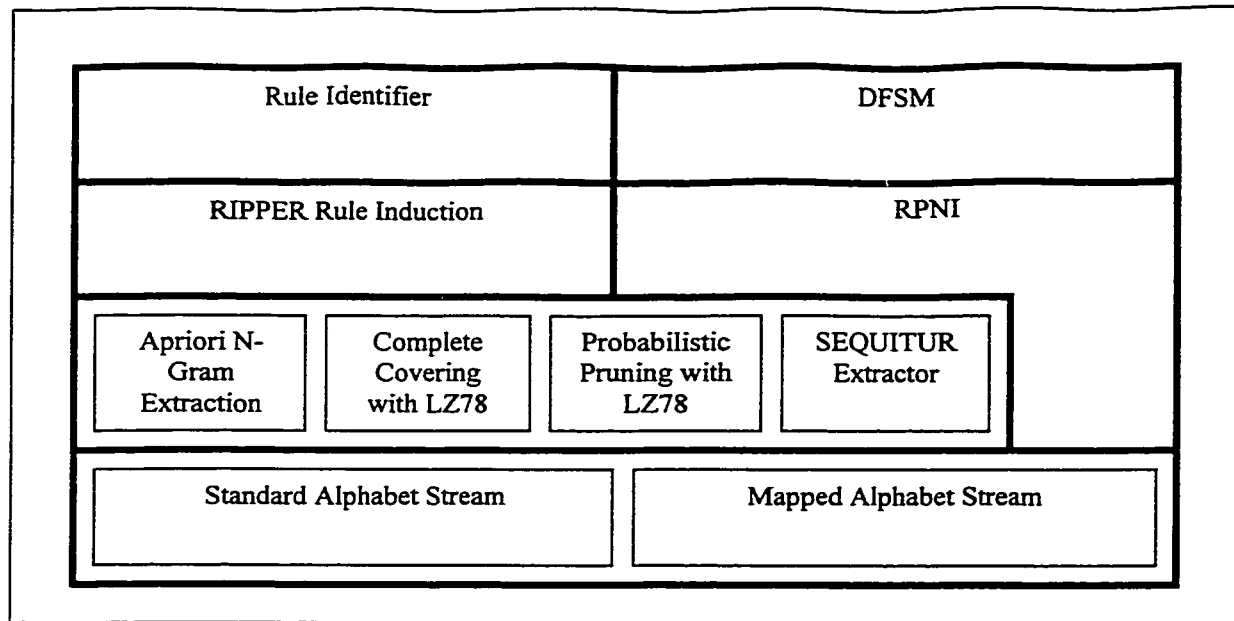 Rule Identifier
DFSM
RIPPER Rule Induction
RPNI
Apriori N-
Gram
Extraction
Complete
Covering
with LZ78
Probabilistic
Pruning with
LZ78
SEQUITUR
Extractor
Standard Alphabet Stream
Mapped Alphabet Stream